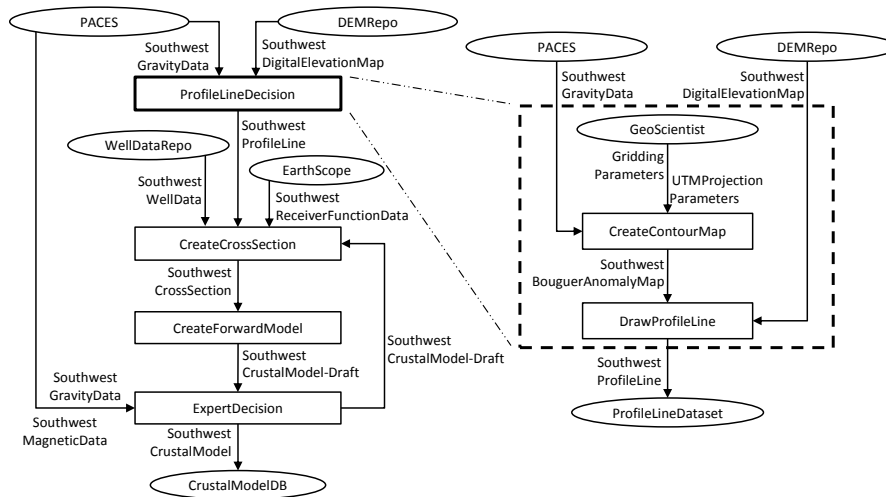 PACES
DEMRepo
Southwest
GravityData
Southwest
DigitalElevationMap
ProfileLineDecision
Southwest
ProfileLine
WellDataRepo
EarthScope
Southwest
WellData
Southwest
ReceiverFunctionData
CreateCrossSection
Southwest
CrossSection
CreateForwardModel
Southwest
CrustalModel-Draft
Southwest
CrustalModel-Draft
Southwest
GravityData
ExpertDecision
Southwest
MagneticData
Southwest
CrustalModel
CrustalModelDB
PACES
DEMRepo
Southwest
GravityData
Southwest
DigitalElevationMap
GeoScientist
Gridding
Parameters
UTMProjection
Parameters
CreateContourMap
Southwest
BouguerAnomalyMap
DrawProfileLine
Southwest
ProfileLine
ProfileLineDataset